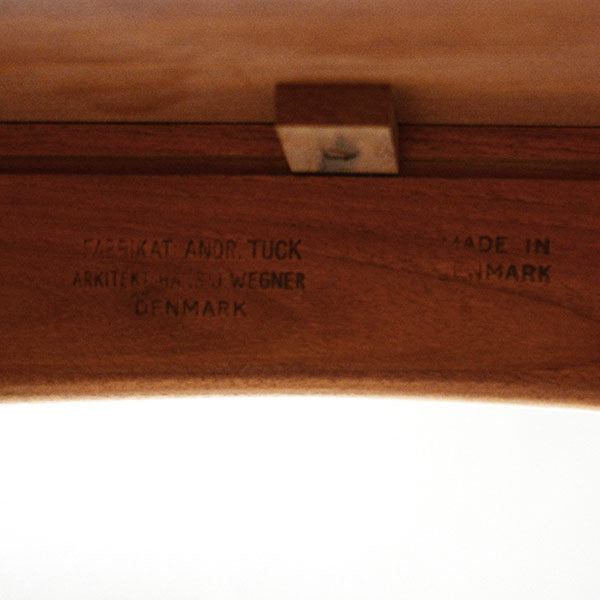 FABRIKAT ANDR. TUCK
ARKITEKT HANS J WEGNER
DENMARK
MADE IN
DENMARK